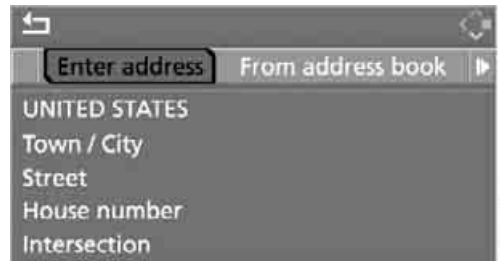 Enter address From address book
UNITED STATES
Town / City
Street
House number
Intersection